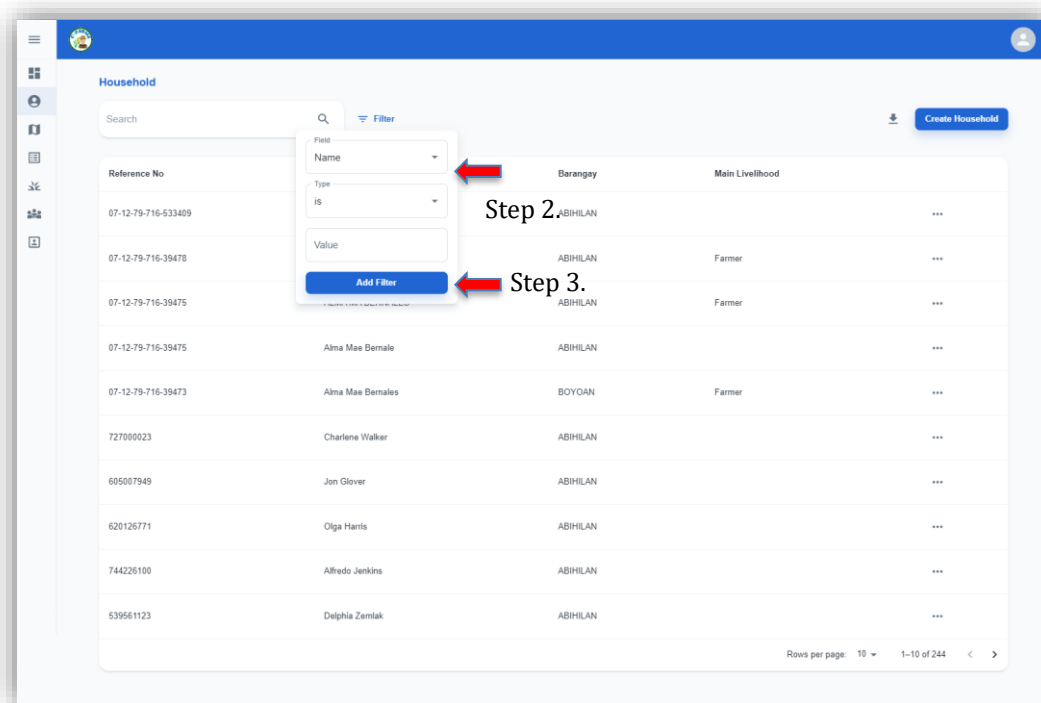 Household
Search
Filter
Create Household
Field
Name
Type
is
Value
Add Filter
Step 2.
Step 3.
Reference No Barangay Main Livelihood
07-12-79-716-533409 ABIHILAN
07-12-79-716-39478 ABIHILAN Farmer
07-12-79-716-39475 ABIHILAN Farmer
07-12-79-716-39475 Alma Mae Bernale ABIHILAN
07-12-79-716-39473 Alma Mae Bernales BOYOAN Farmer
727000023 Charlene Walker ABIHILAN
605007949 Jon Glover ABIHILAN
620126771 Olga Harris ABIHILAN
744226100 Alfredo Jenkins ABIHILAN
539561123 Delphia Zemlak ABIHILAN
Rows per page: 10 1–10 of 244